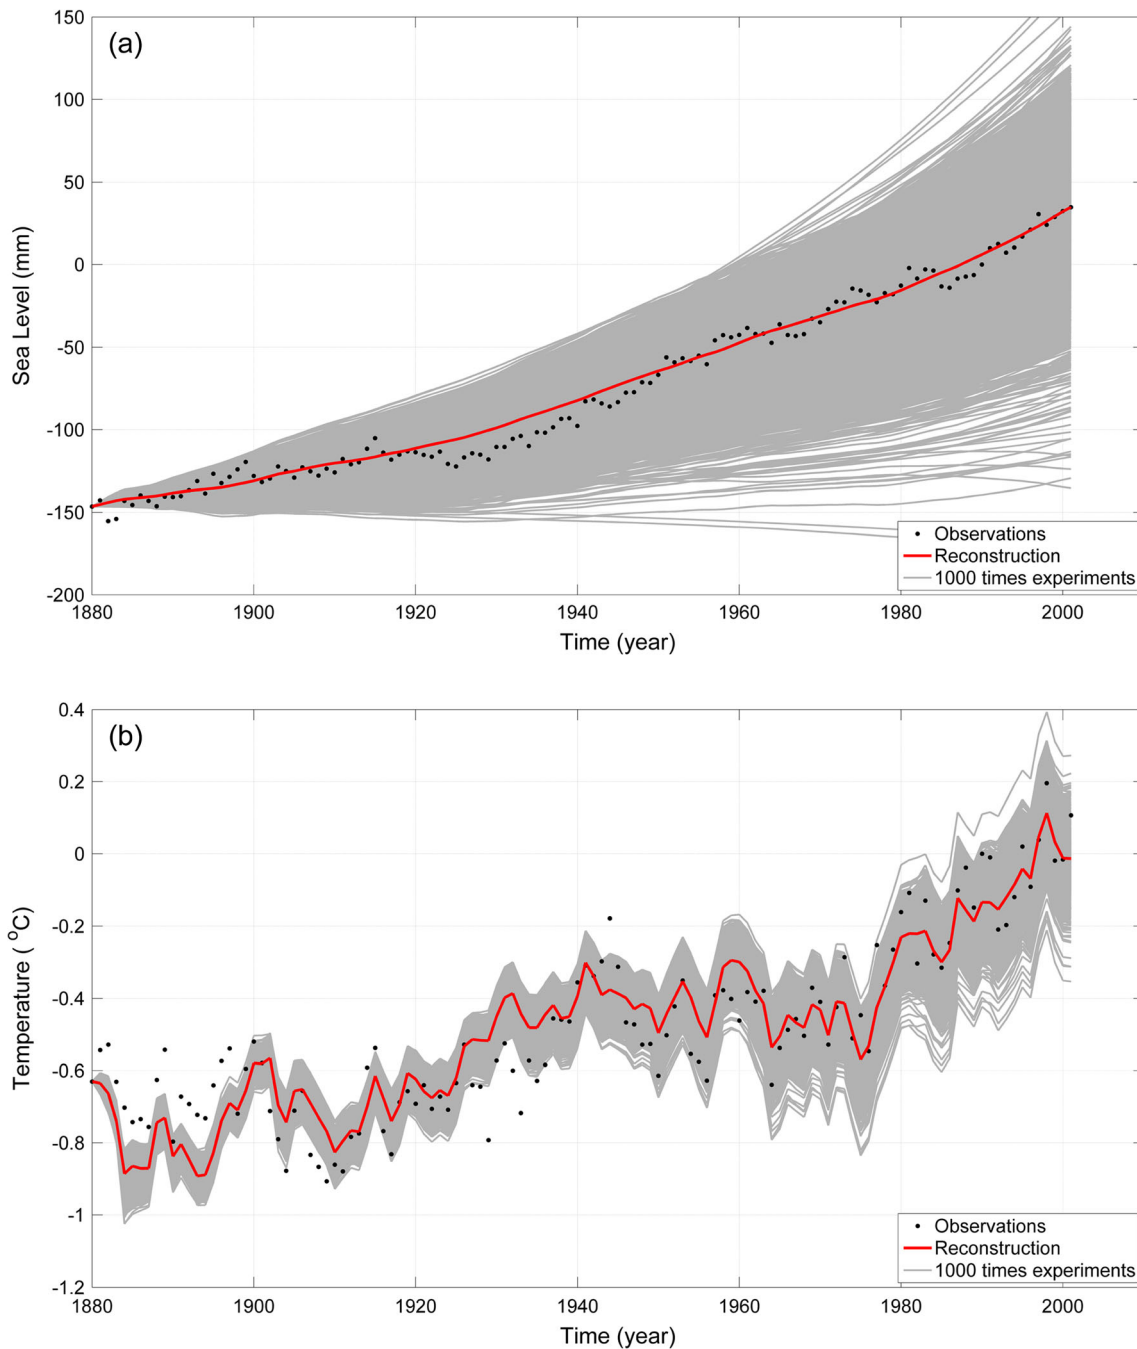 (a)
150
100
50
0
-50
-100
-150
-200
Sea Level (mm)
Observations
Reconstruction
1000 times experiments
1880 1900 1920 1940 1960 1980 2000
Time (year)
(b)
0.4
0.2
0
-0.2
-0.4
-0.6
-0.8
-1
-1.2
Temperature ( °C)
Observations
Reconstruction
1000 times experiments
1880 1900 1920 1940 1960 1980 2000
Time (year)